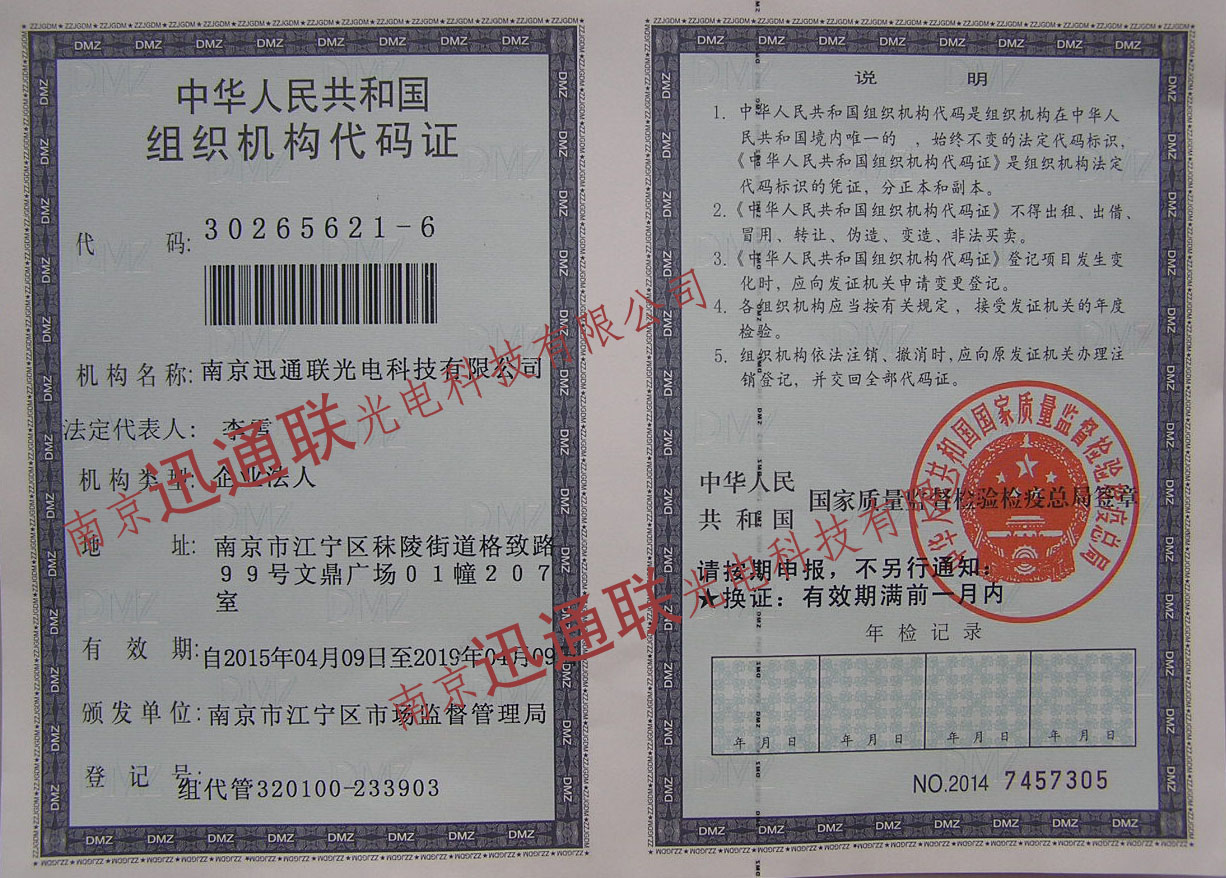 中华人民共和国
组织机构代码证
代 码: 30265621-6
机构名称: 南京迅通联光电科技有限公司
法定代表人: 李雪
机构类型: 企业法人
地 址: 南京市江宁区秣陵街道格致路
99号文鼎广场01幢207
室
有 效 期: 自2015年04月09日至2019年04月09日
颁发单位: 南京市江宁区市场监督管理局
登 记 号: 组代管320100-233903
说 明
1. 中华人民共和国组织机构代码是组织机构在中华人
民共和国境内唯一的 、始终不变的法定代码标识,
《中华人民共和国组织机构代码证》是组织机构法定
代码标识的凭证, 分正本和副本。
2.《中华人民共和国组织机构代码证》不得出租、出借、
冒用、转让、伪造、变造、非法买卖。
3.《中华人民共和国组织机构代码证》登记项目发生变
化时, 应向发证机关申请变更登记。
4. 各组织机构应当按有关规定, 接受发证机关的年度
检验。
5. 组织机构依法注销、撤消时, 应向原发证机关办理注
销登记, 并交回全部代码证。
中华人民
共和国
国家质量监督检验检疫总局签章
中华人民共和国国家质量监督检验检疫总局
请按期申报, 不另行通知;
★换证: 有效期满前一月内
年检记录
年 月 日 年 月 日 年 月 日 年 月 日
NO.2014 7457305
南京迅通联光电科技有限公司
南京迅通联光电科技有